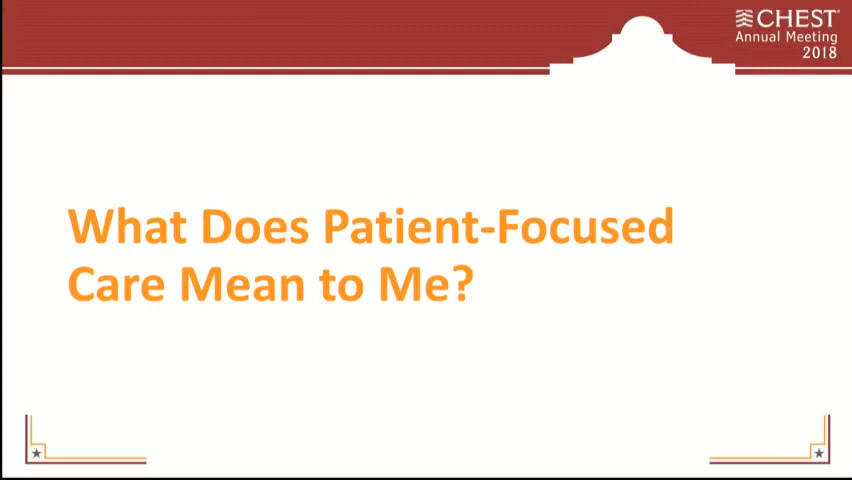 CHEST
Annual Meeting
2018
What Does Patient-Focused
Care Mean to Me?